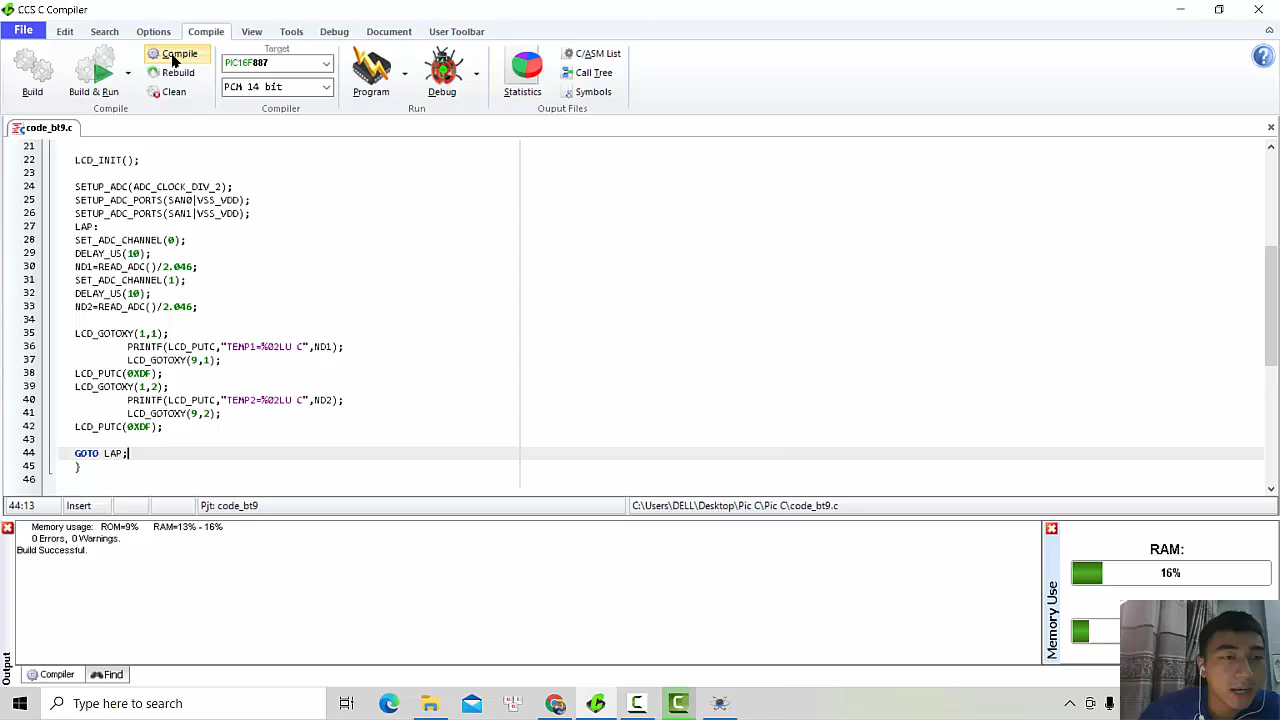 CCS C Compiler
File Edit Search Options Compile View Tools Debug Document User Toolbar
Compile
Rebuild
Clean
Build
Build & Run
Compile
Target
PIC16F887
PCM 14 bit
Compiler
Program
Debug
Run
Statistics
C/ASM List
Call Tree
Symbols
Ouput Files
code_bt9.c
21
22 LCD_INIT();
23
24 SETUP_ADC(ADC_CLOCK_DIV_2);
25 SETUP_ADC_PORTS(SAN0|VSS_VDD);
26 SETUP_ADC_PORTS(SAN1|VSS_VDD);
27 LAP:
28 SET_ADC_CHANNEL(0);
29 DELAY_US(10);
30 ND1=READ_ADC()/2.046;
31 SET_ADC_CHANNEL(1);
32 DELAY_US(10);
33 ND2=READ_ADC()/2.046;
34
35 LCD_GOTOXY(1,1);
36 PRINTF(LCD_PUTC,"TEMP1=%02LU C",ND1);
37 LCD_GOTOXY(9,1);
38 LCD_PUTC(0XDF);
39 LCD_GOTOXY(1,2);
40 PRINTF(LCD_PUTC,"TEMP2=%02LU C",ND2);
41 LCD_GOTOXY(9,2);
42 LCD_PUTC(0XDF);
43
44 GOTO LAP;
45 }
46
44:13 Insert Pjt: code_bt9 C:\Users\DELL\Desktop\Pic C\Pic C\code_bt9.c
Memory usage: ROM=9% RAM=13% - 16%
0 Errors, 0 Warnings.
Build Successful.
Output
Compiler Find
Memory Use
RAM:
16%
Type here to search